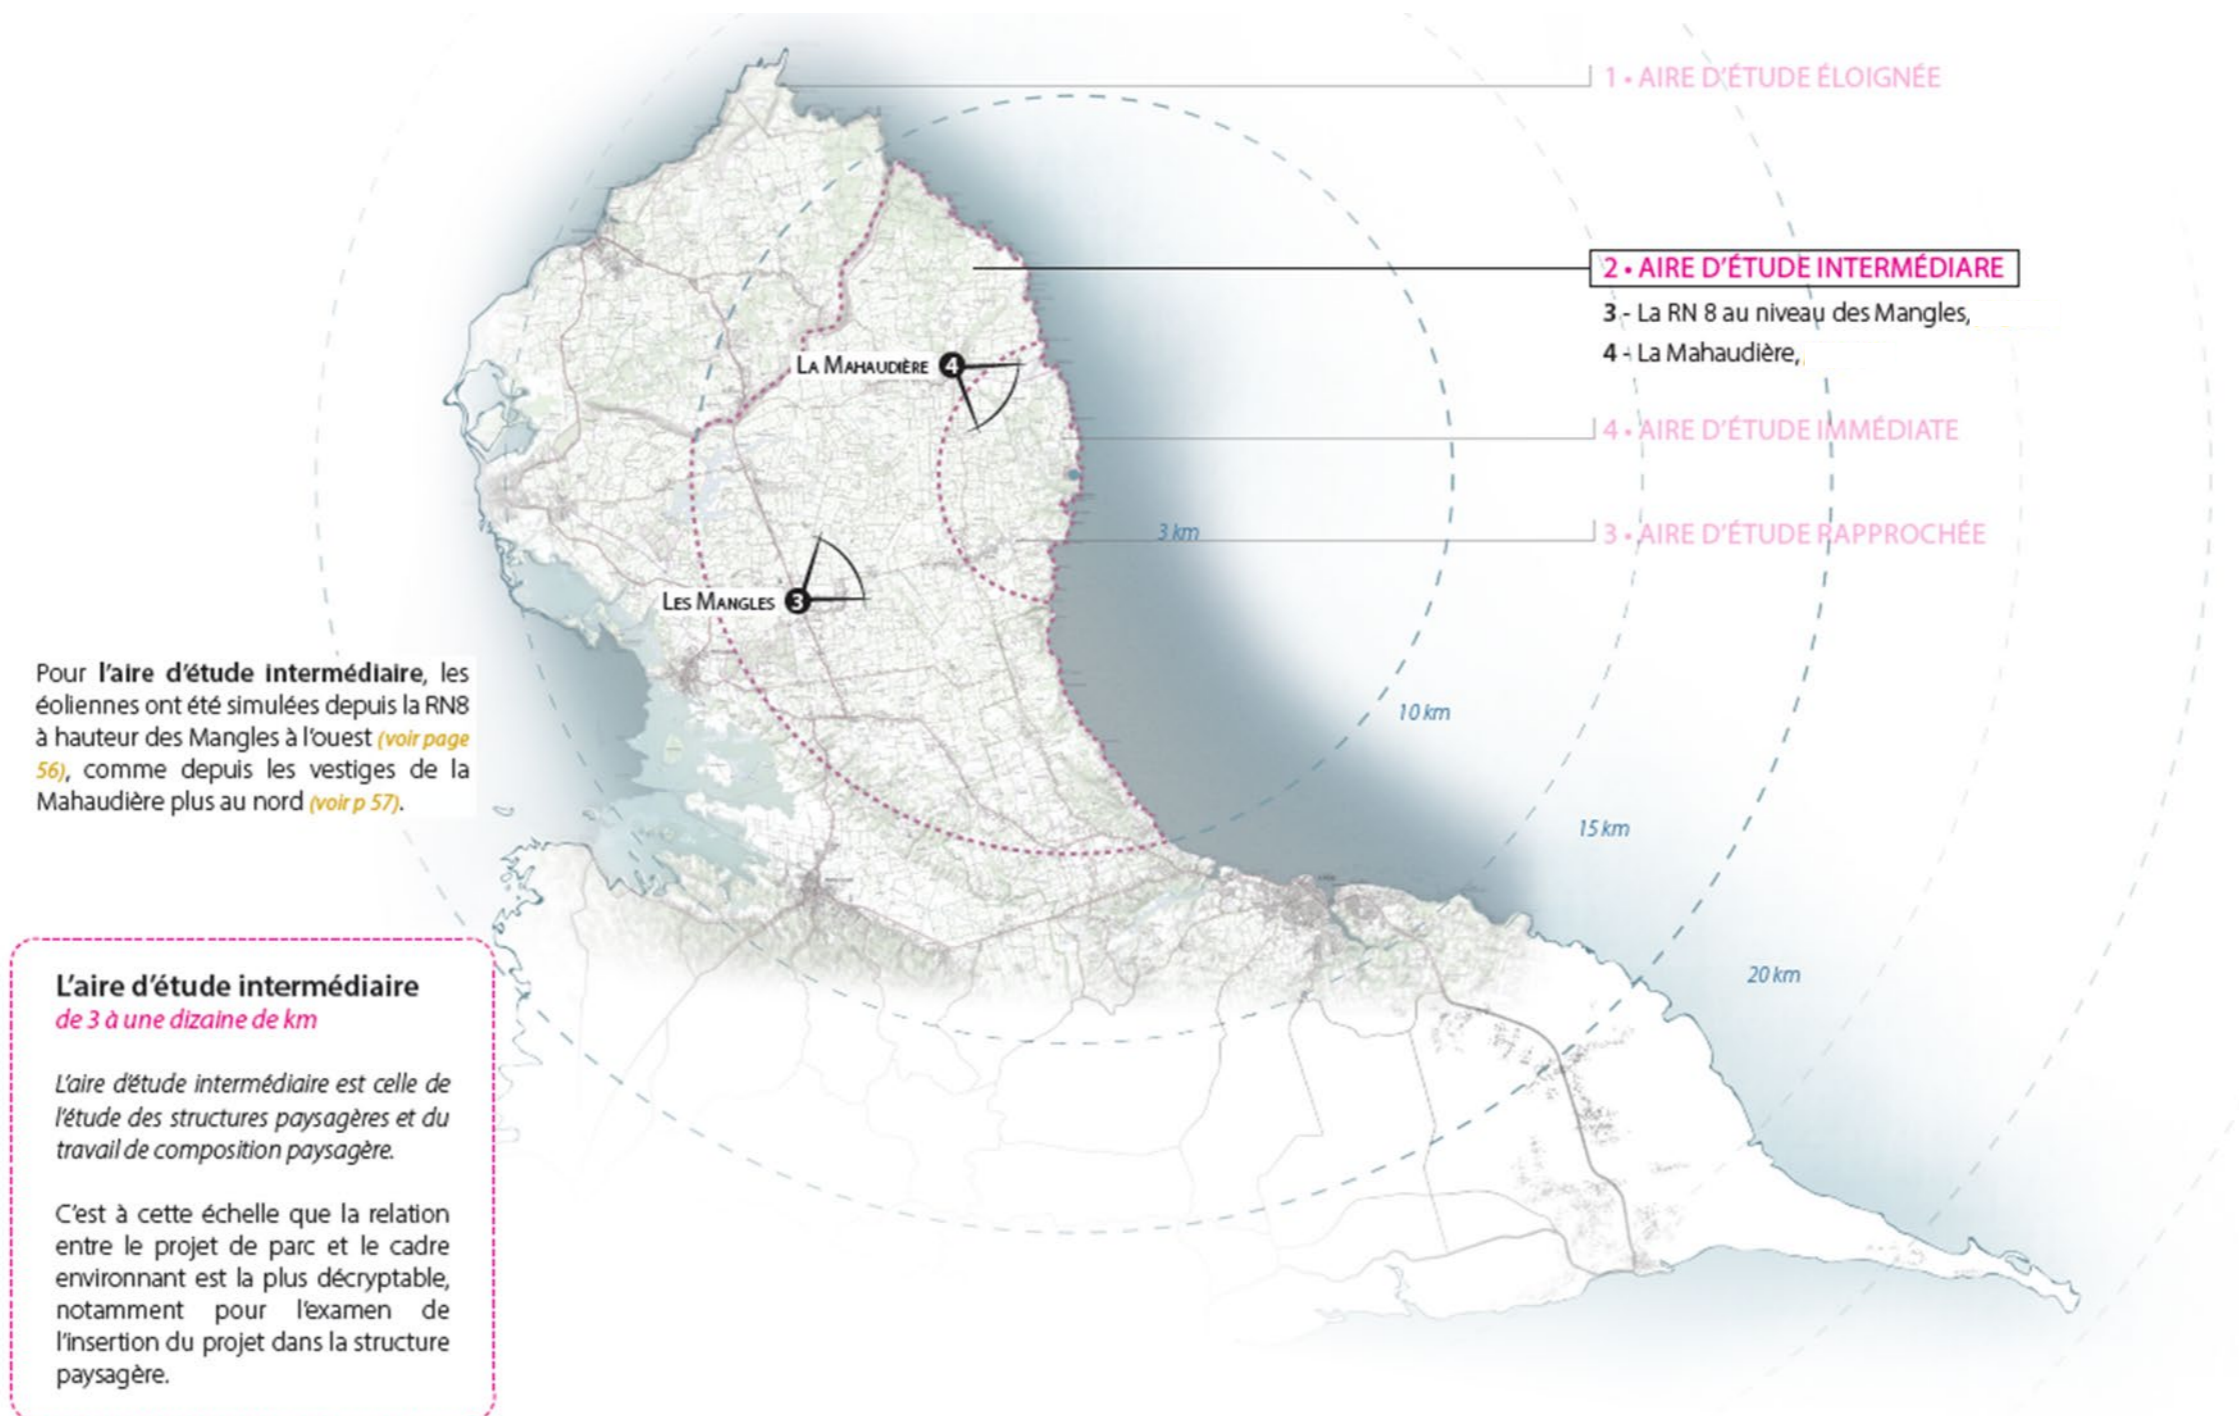 1 • AIRE D'ÉTUDE ÉLOIGNÉE
2 • AIRE D'ÉTUDE INTERMÉDIARE
3 - La RN 8 au niveau des Mangles,
4 - La Mahaudière,
4 • AIRE D'ÉTUDE IMMÉDIATE
3 • AIRE D'ÉTUDE RAPPROCHÉE
LA MAHAUDIÈRE 4
LES MANGLES 3
3 km
10 km
15 km
20 km
Pour l'aire d'étude intermédiaire, les
éoliennes ont été simulées depuis la RN8
à hauteur des Mangles à l'ouest (voir page
56), comme depuis les vestiges de la
Mahaudière plus au nord (voir p 57).
L'aire d'étude intermédiaire
de 3 à une dizaine de km
L'aire d'étude intermédiaire est celle de
l'étude des structures paysagères et du
travail de composition paysagère.
C'est à cette échelle que la relation
entre le projet de parc et le cadre
environnant est la plus décryptable,
notamment pour l'examen de
l'insertion du projet dans la structure
paysagère.